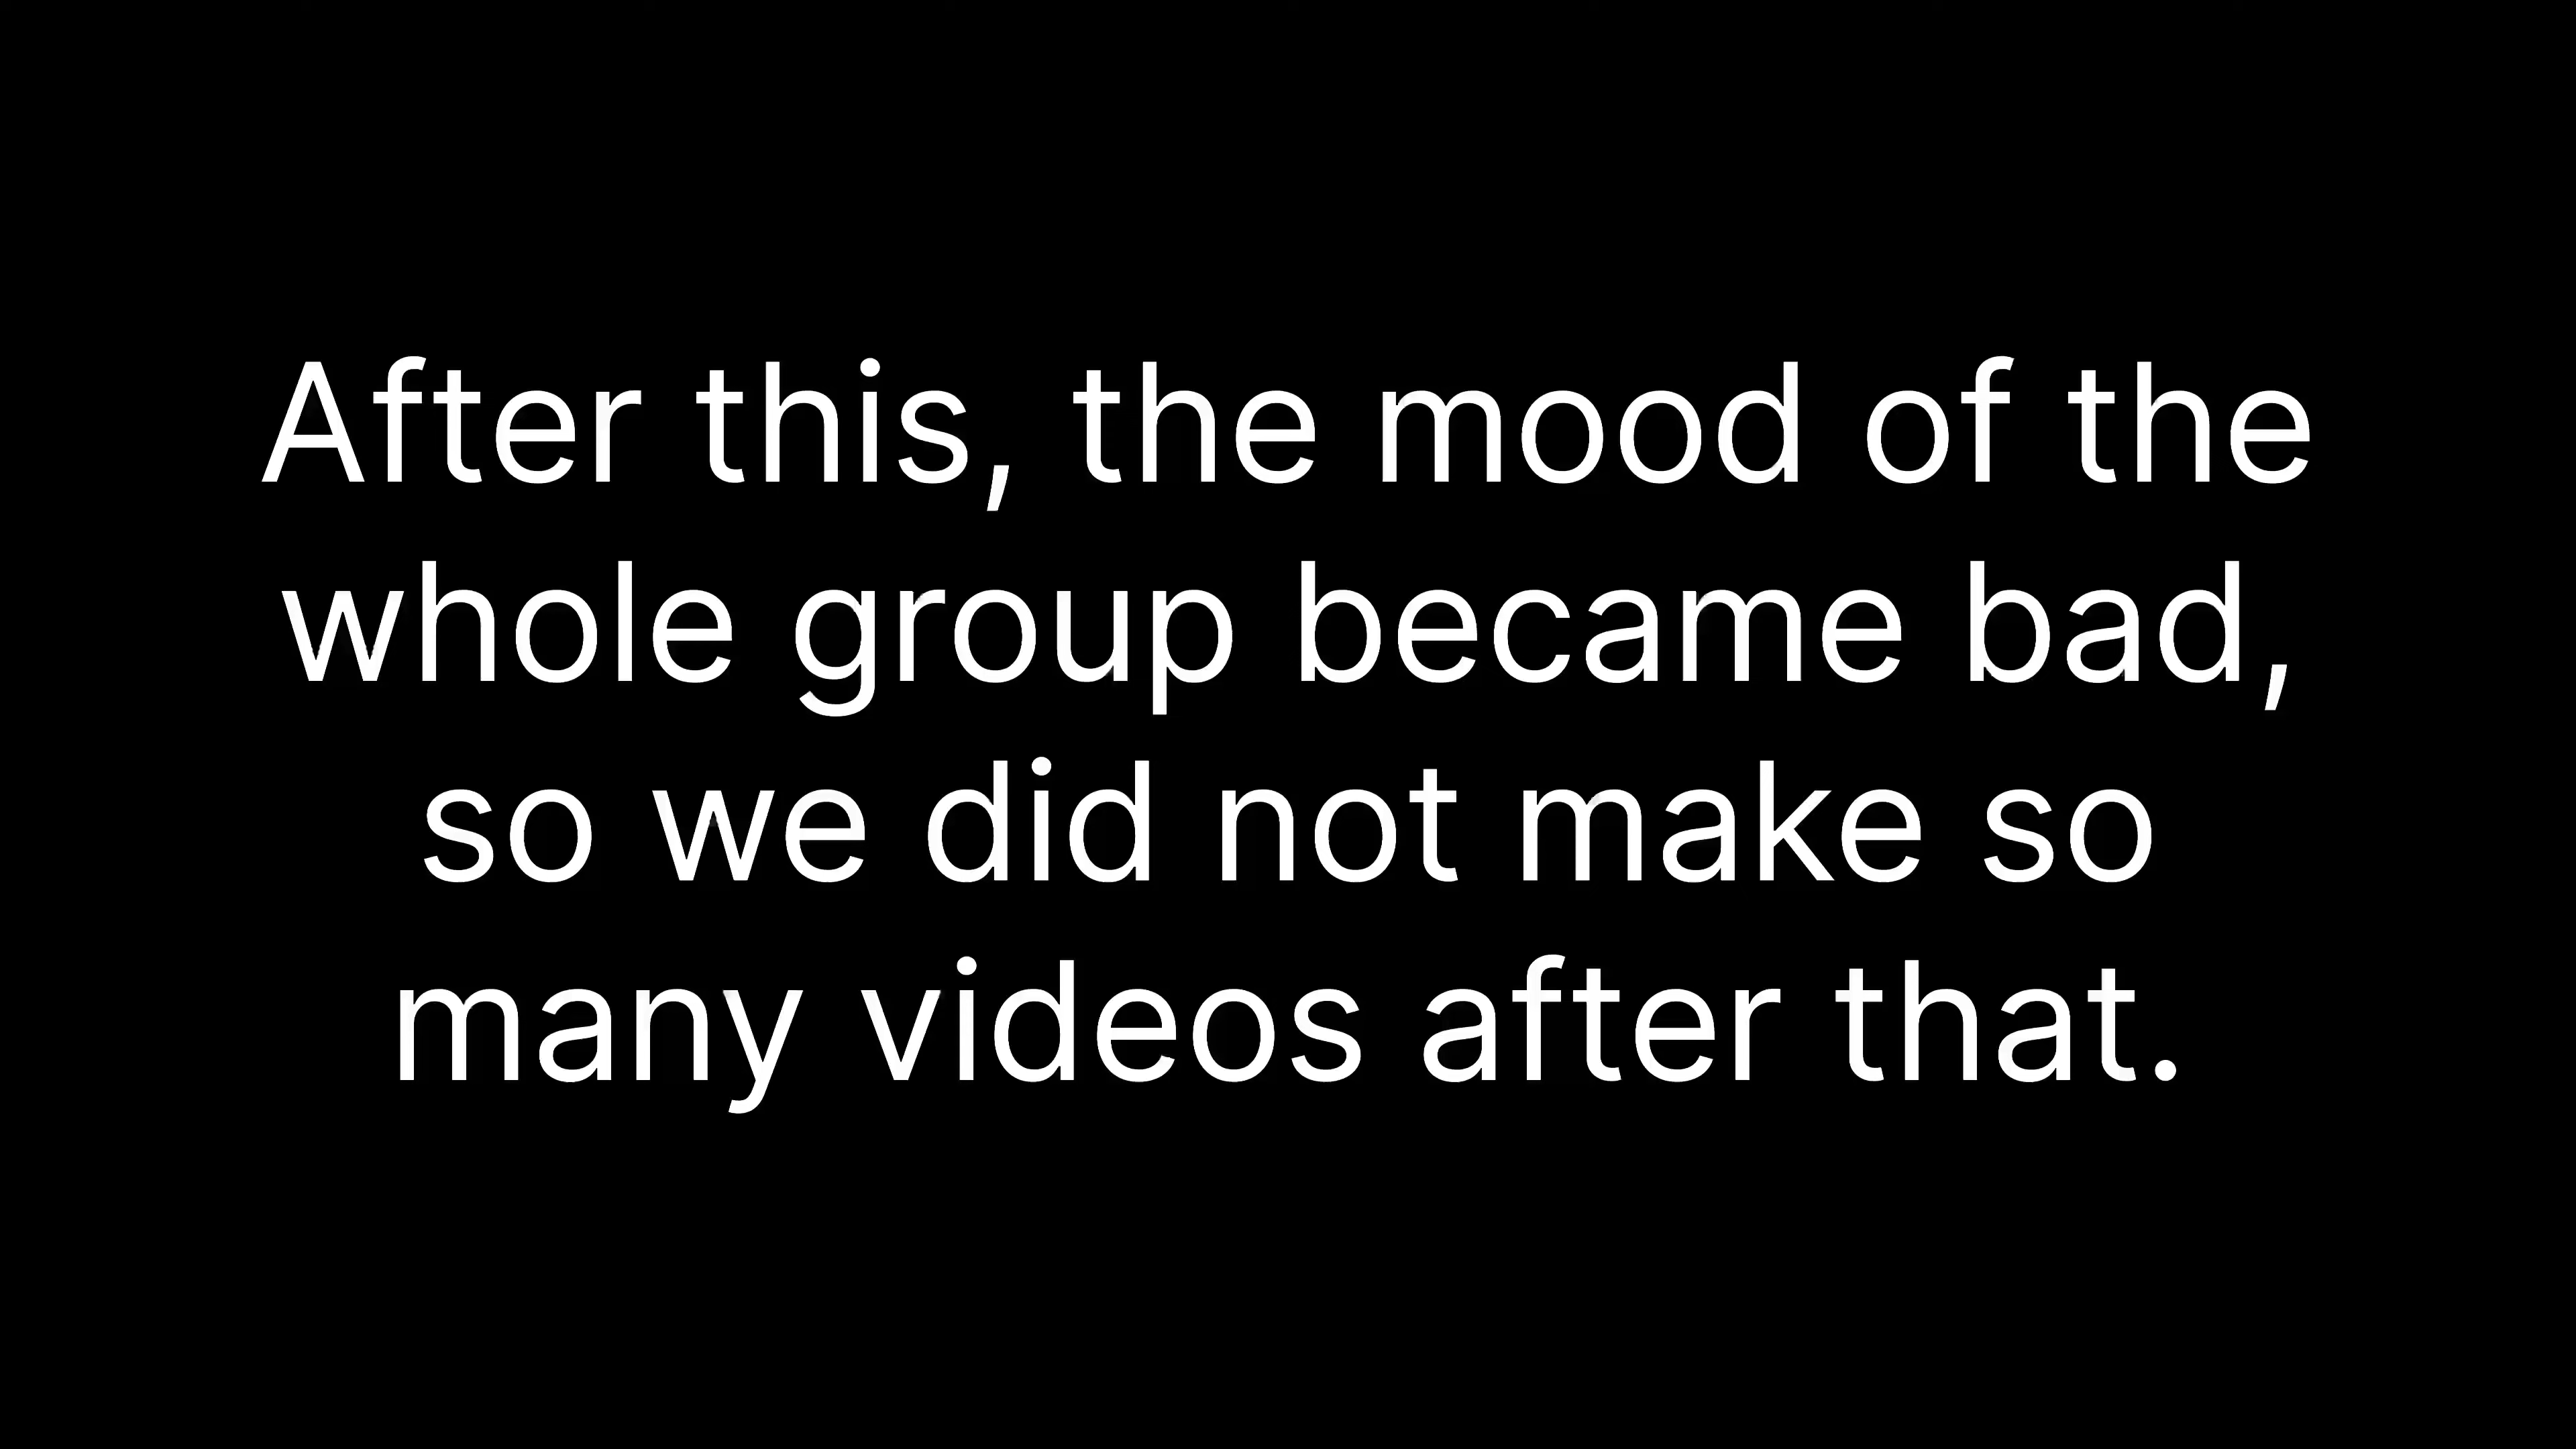 After this, the mood of the
whole group became bad,
so we did not make so
many videos after that.